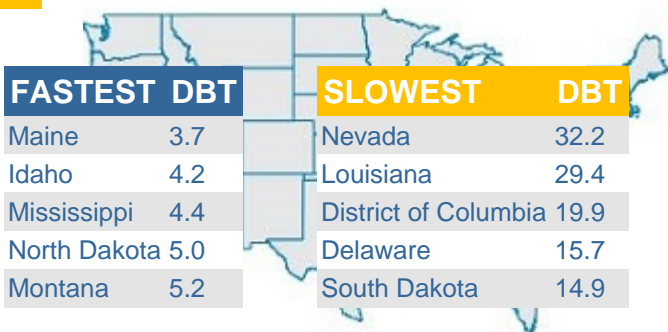 FASTEST DBT
Maine 3.7
Idaho 4.2
Mississippi 4.4
North Dakota 5.0
Montana 5.2
SLOWEST DBT
Nevada 32.2
Louisiana 29.4
District of Columbia 19.9
Delaware 15.7
South Dakota 14.9